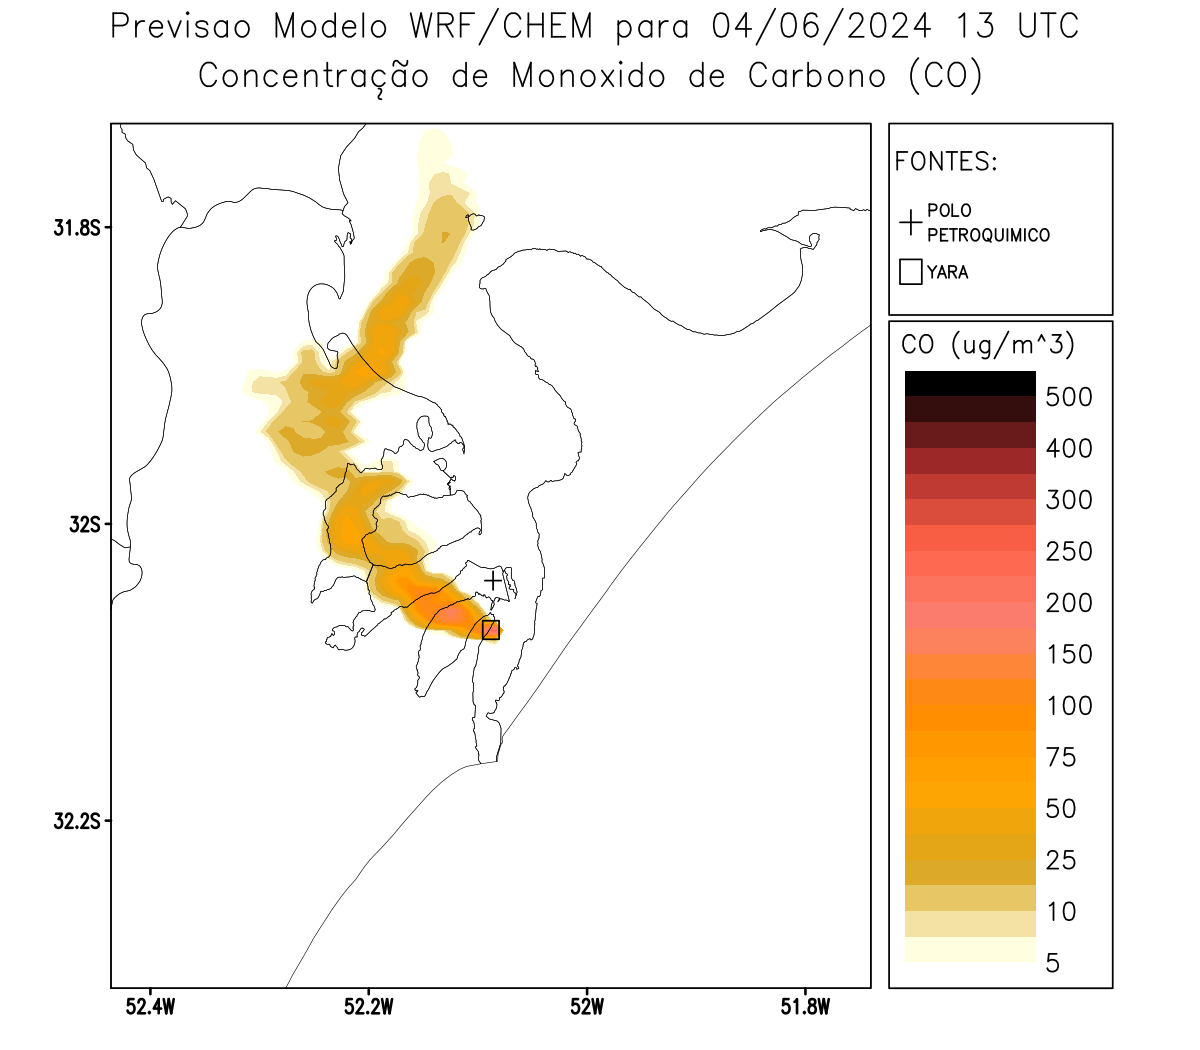 Previsao Modelo WRF/CHEM para 04/06/2024 13 UTC
Concentração de Monoxido de Carbono (CO)
FONTES:
POLO
PETROQUIMICO
YARA
CO (ug/m^3)
500
400
300
250
200
150
100
75
50
25
10
5
31.8S
32S
32.2S
52.4W
52.2W
52W
51.8W